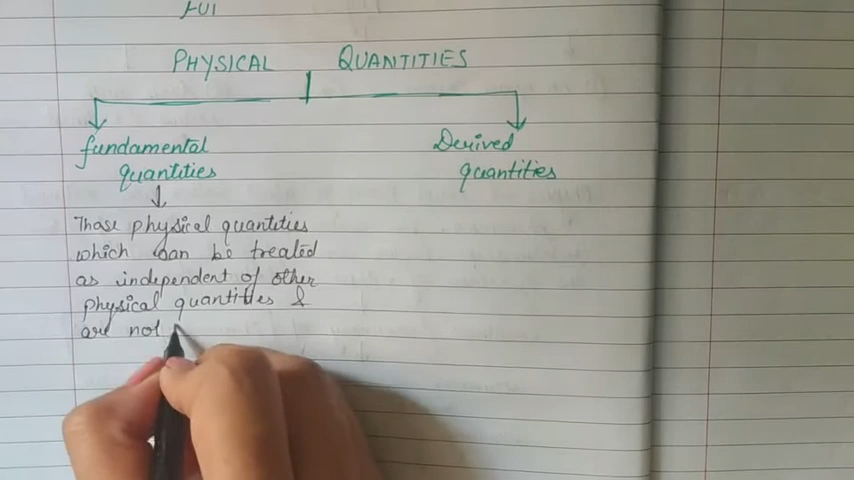 PHYSICAL QUANTITIES
fundamental
quantities
Derived
quantities
Those physical quantities
which can be treated
as independent of other
physical quantities &
are not